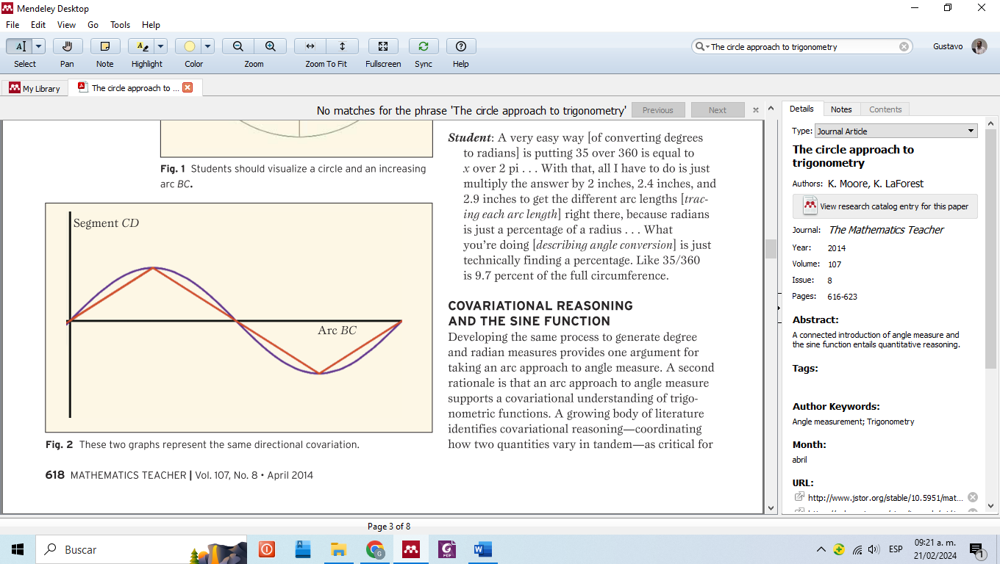 Mendeley Desktop
File Edit View Go Tools Help
The circle approach to trigonometry
Gustavo
Select Pan Note Highlight Color Zoom Zoom To Fit Fullscreen Sync Help
My Library
The circle approach to ...
No matches for the phrase 'The circle approach to trigonometry'
Previous
Next
Fig. 1 Students should visualize a circle and an increasing
arc BC.
Segment CD
Arc BC
Fig. 2 These two graphs represent the same directional covariation.
618 MATHEMATICS TEACHER | Vol. 107, No. 8 • April 2014
Student: A very easy way [of converting degrees
to radians] is putting 35 over 360 is equal to
x over 2 pi . . . With that, all I have to do is just
multiply the answer by 2 inches, 2.4 inches, and
2.9 inches to get the different arc lengths [trac-
ing each arc length] right there, because radians
is just a percentage of a radius . . . What
you're doing [describing angle conversion] is just
technically finding a percentage. Like 35/360
is 9.7 percent of the full circumference.
COVARIATIONAL REASONING
AND THE SINE FUNCTION
Developing the same process to generate degree
and radian measures provides one argument for
taking an arc approach to angle measure. A second
rationale is that an arc approach to angle measure
supports a covariational understanding of trigo-
nometric functions. A growing body of literature
identifies covariational reasoning—coordinating
how two quantities vary in tandem—as critical for
Details Notes Contents
Type: Journal Article
The circle approach to
trigonometry
Authors: K. Moore, K. LaForest
View research catalog entry for this paper
Journal: The Mathematics Teacher
Year: 2014
Volume: 107
Issue: 8
Pages: 616-623
Abstract:
A connected introduction of angle measure and
the sine function entails quantitative reasoning.
Tags:
Author Keywords:
Angle measurement; Trigonometry
Month:
abril
URL:
http://www.jstor.org/stable/10.5951/mat...
Page 3 of 8
Buscar
ESP
09:21 a. m.
21/02/2024
1